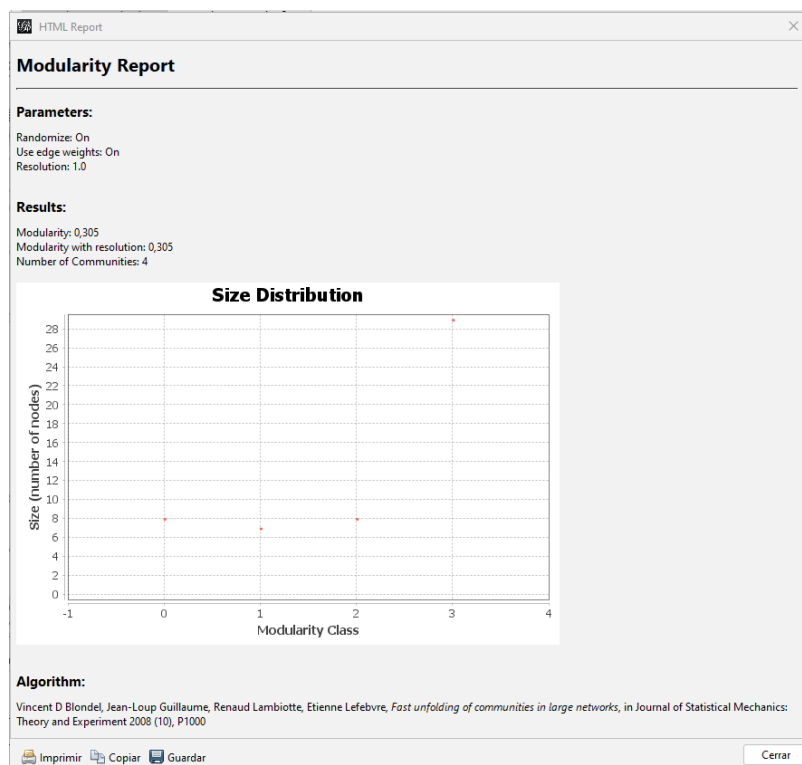 HTML Report
Modularity Report
Parameters:
Randomize: On
Use edge weights: On
Resolution: 1.0
Results:
Modularity: 0,305
Modularity with resolution: 0,305
Number of Communities: 4
Size Distribution
Size (number of nodes)
28
26
24
22
20
18
16
14
12
10
8
6
4
2
0
-1 0 1 2 3 4
Modularity Class
Algorithm:
Vincent D Blondel, Jean-Loup Guillaume, Renaud Lambiotte, Etienne Lefebvre, Fast unfolding of communities in large networks, in Journal of Statistical Mechanics:
Theory and Experiment 2008 (10), P1000
Imprimir Copiar Guardar Cerrar